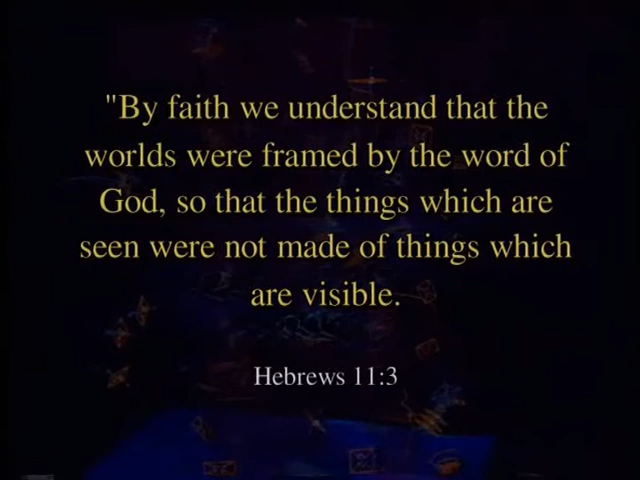 "By faith we understand that the
worlds were framed by the word of
God, so that the things which are
seen were not made of things which
are visible.
Hebrews 11:3